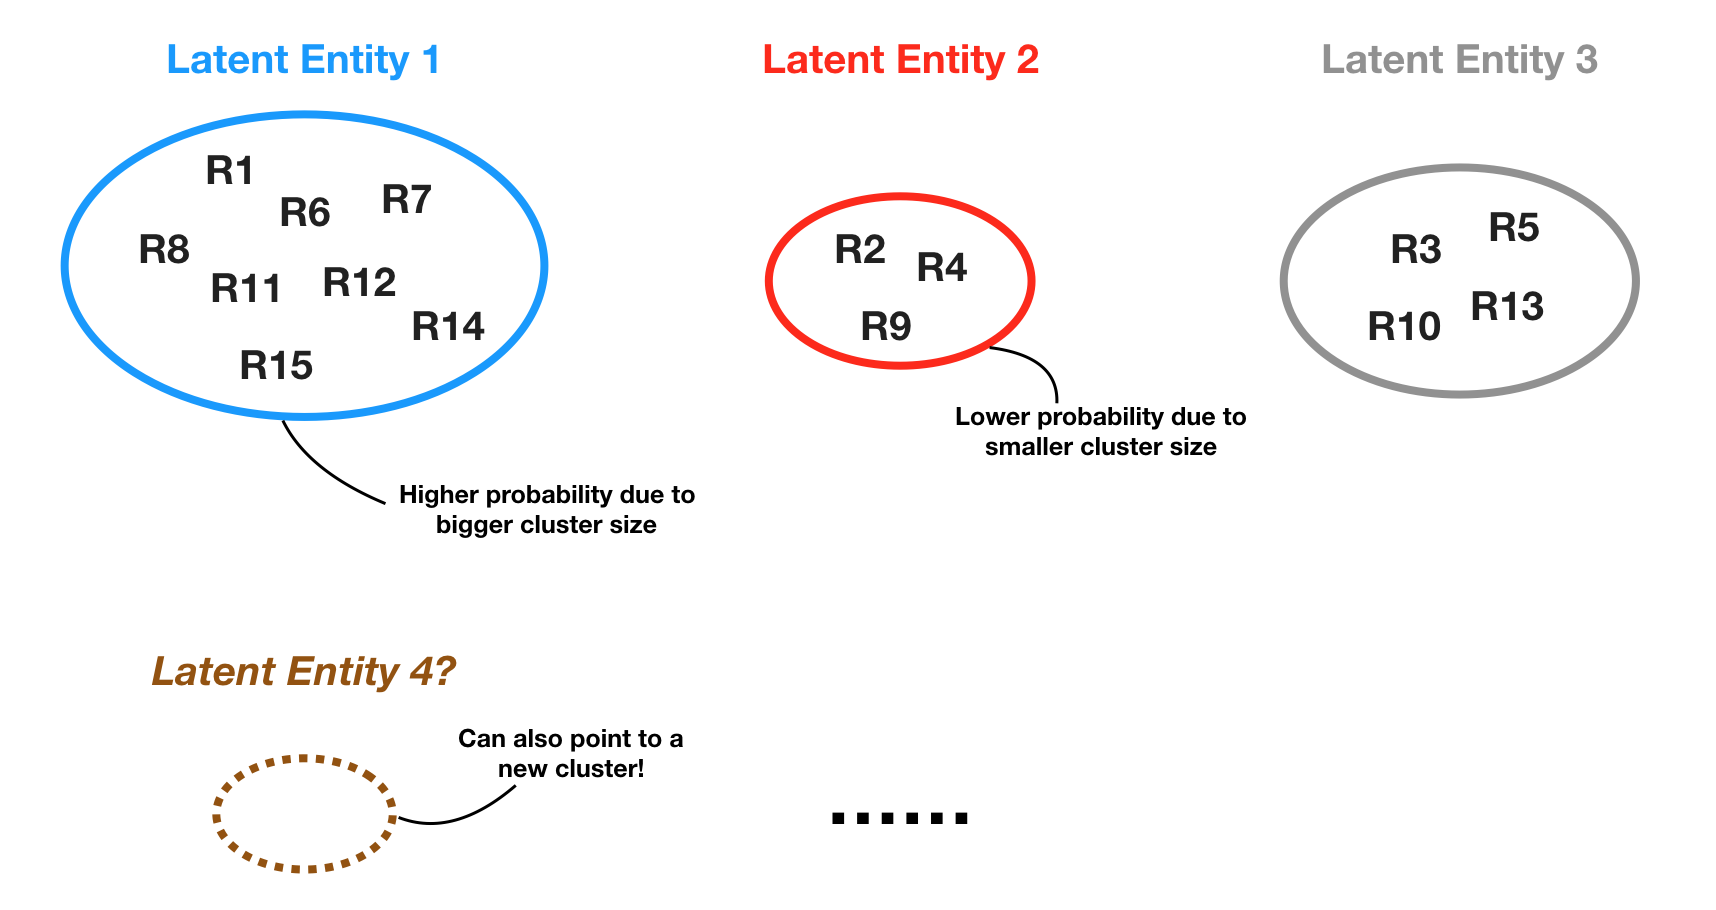 Latent Entity 1
Latent Entity 2
Latent Entity 3
R1
R6
R7
R8
R11
R12
R14
R15
R2
R4
R9
R3
R5
R10
R13
Lower probability due to
smaller cluster size
Higher probability due to
bigger cluster size
Latent Entity 4?
Can also point to a
new cluster!
......